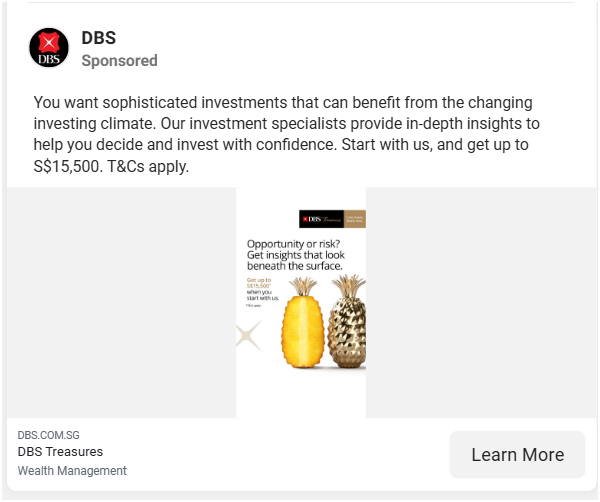 DBS
Sponsored
DBS
You want sophisticated investments that can benefit from the changing
investing climate. Our investment specialists provide in-depth insights to
help you decide and invest with confidence. Start with us, and get up to
S$15,500. T&Cs apply.
DBS Treasures
Opportunity or risk?
Get insights that look
beneath the surface.
Get up to
S$15,500*
when you
start with us.
DBS.COM.SG
DBS Treasures
Wealth Management
Learn More